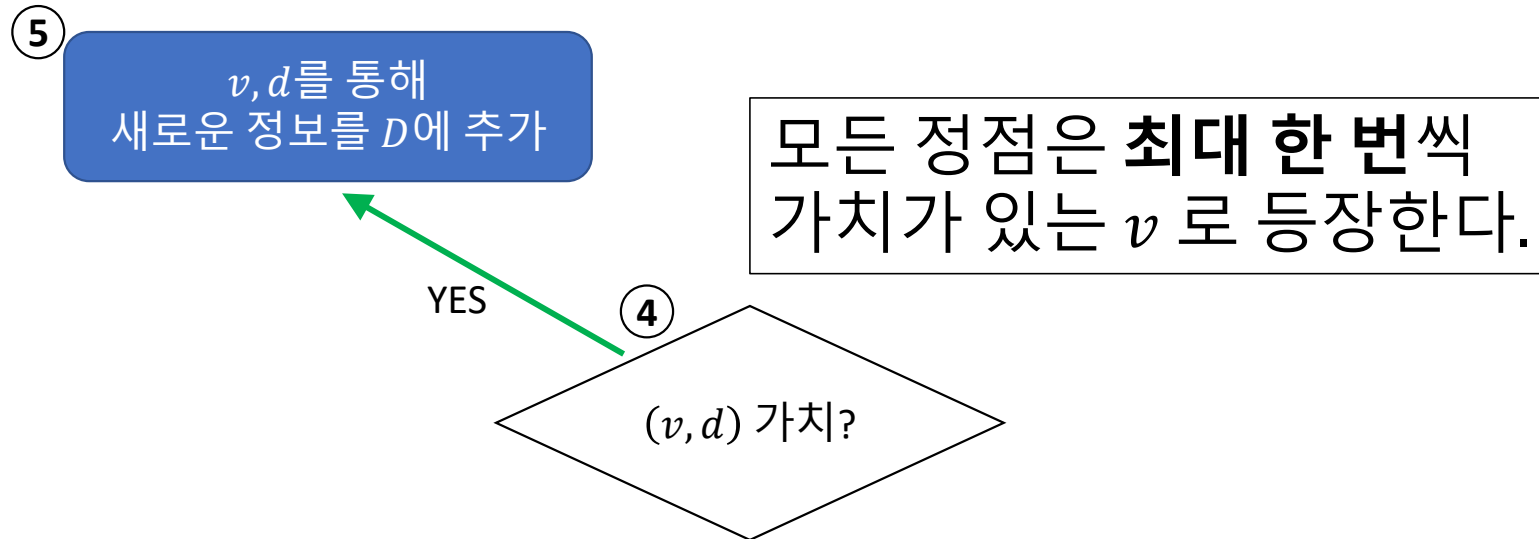 ⑤
v, d를 통해
새로운 정보를 D에 추가
모든 정점은 최대 한 번씩
가치가 있는 v 로 등장한다.
YES
④
(v, d) 가치?